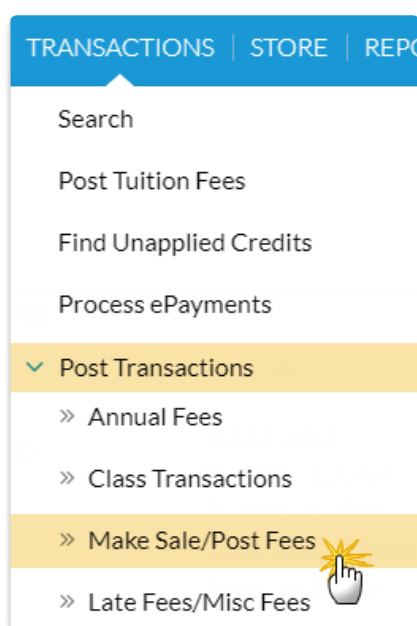 TRANSACTIONS STORE
Search
Post Tuition Fees
Find Unapplied Credits
Process ePayments
Post Transactions
» Annual Fees
» Class Transactions
» Make Sale/Post Fees
» Late Fees/Misc Fees